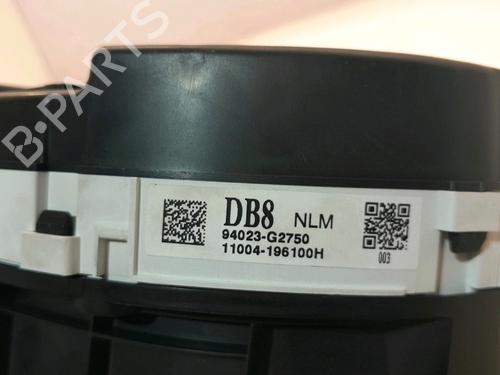 B-PARTS
DB8 NLM
94023-G2750
11004-196100H
003